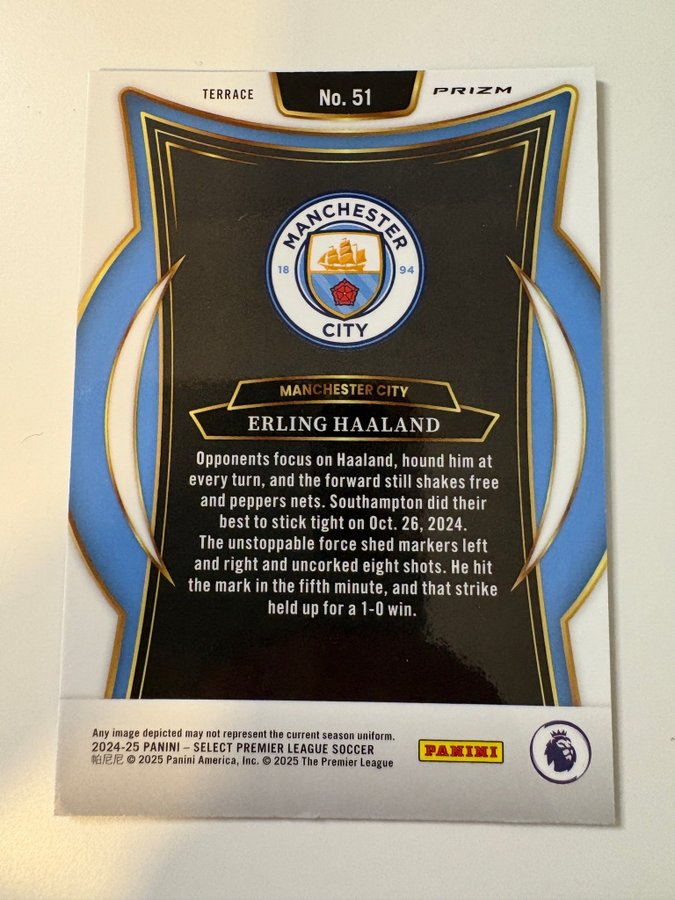 TERRACE
No. 51
PRIZM
MANCHESTER
18 94
CITY
MANCHESTER CITY
ERLING HAALAND
Opponents focus on Haaland, hound him at
every turn, and the forward still shakes free
and peppers nets. Southampton did their
best to stick tight on Oct. 26, 2024.
The unstoppable force shed markers left
and right and uncorked eight shots. He hit
the mark in the fifth minute, and that strike
held up for a 1-0 win.
Any image depicted may not represent the current season uniform.
2024-25 PANINI – SELECT PREMIER LEAGUE SOCCER
帕尼尼 © 2025 Panini America, Inc. © 2025 The Premier League
PANINI